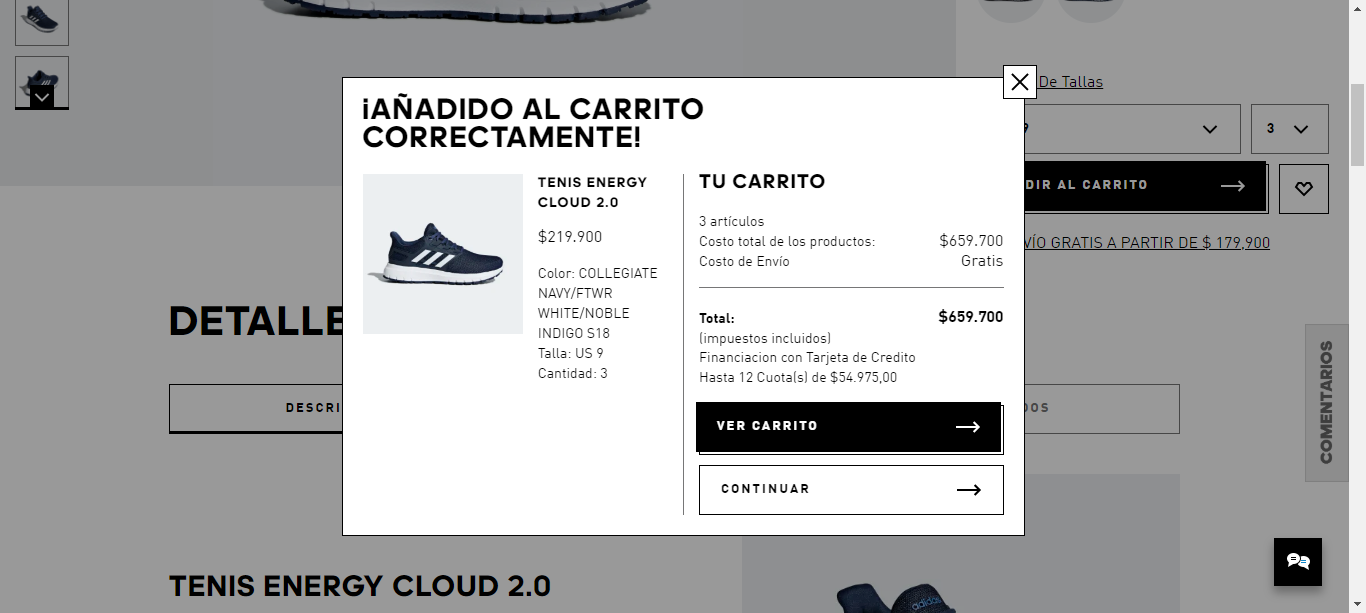 De Tallas
9
3
¡AÑADIDO AL CARRITO
CORRECTAMENTE!
DIR AL CARRITO
TENIS ENERGY
CLOUD 2.0
$219.900
Color: COLLEGIATE
NAVY/FTWR
WHITE/NOBLE
INDIGO S18
Talla: US 9
Cantidad: 3
TU CARRITO
3 artículos
Costo total de los productos: $659.700
Costo de Envío Gratis
Total: $659.700
(impuestos incluidos)
Financiacion con Tarjeta de Credito
Hasta 12 Cuota(s) de $54.975,00
VER CARRITO
CONTINUAR
VÍO GRATIS A PARTIR DE $ 179,900
DETALLE
DESCRI
DOS
COMENTARIOS
TENIS ENERGY CLOUD 2.0
adidas